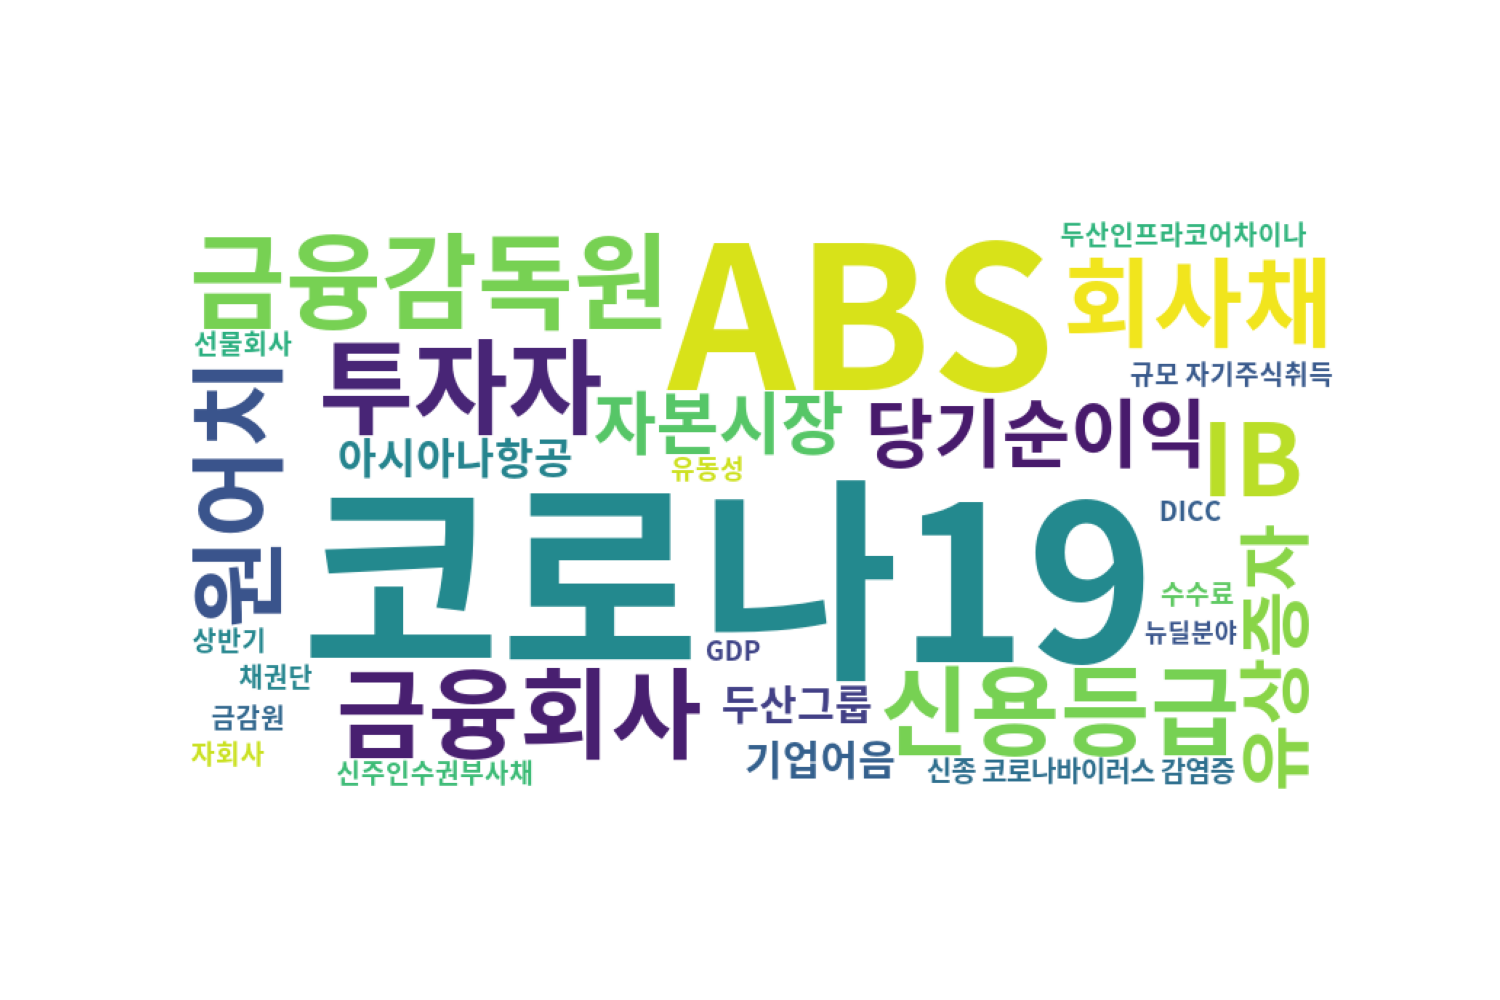 두산인프라코어차이나
금융감독원
ABS
회사채
선물회사
투자자
규모 자기주식취득
원어치
자본시장
당기순이익
IB
아시아나항공
유동성
코로나19
DICC
유상증자
수수료
상반기
GDP
뉴딜분야
채권단
금융회사
두산그룹
신용등급
금감원
자회사
신주인수권부사채
기업어음
신종 코로나바이러스 감염증